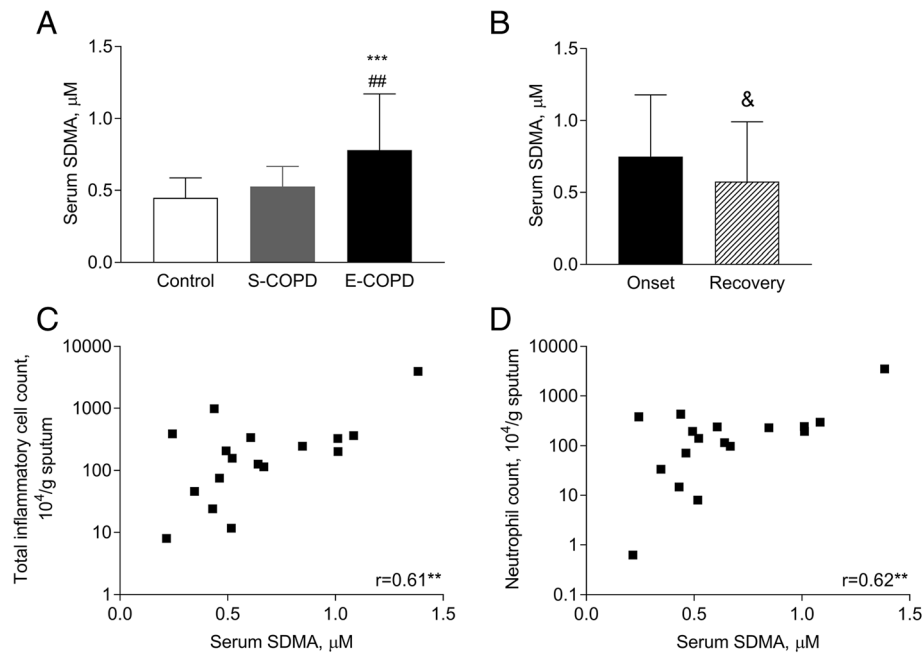 A
Serum SDMA, μM
1.5
1.0
0.5
0.0
***
##
Control
S-COPD
E-COPD
B
Serum SDMA, μM
1.5
1.0
0.5
0.0
&
Onset
Recovery
C
Total inflammatory cell count,
10⁴/g sputum
10000
1000
100
10
1
0.0
0.5
1.0
1.5
r=0.61**
Serum SDMA, μM
D
Neutrophil count, 10⁴/g sputum
10000
1000
100
10
1
0.1
0.0
0.5
1.0
1.5
r=0.62**
Serum SDMA, μM